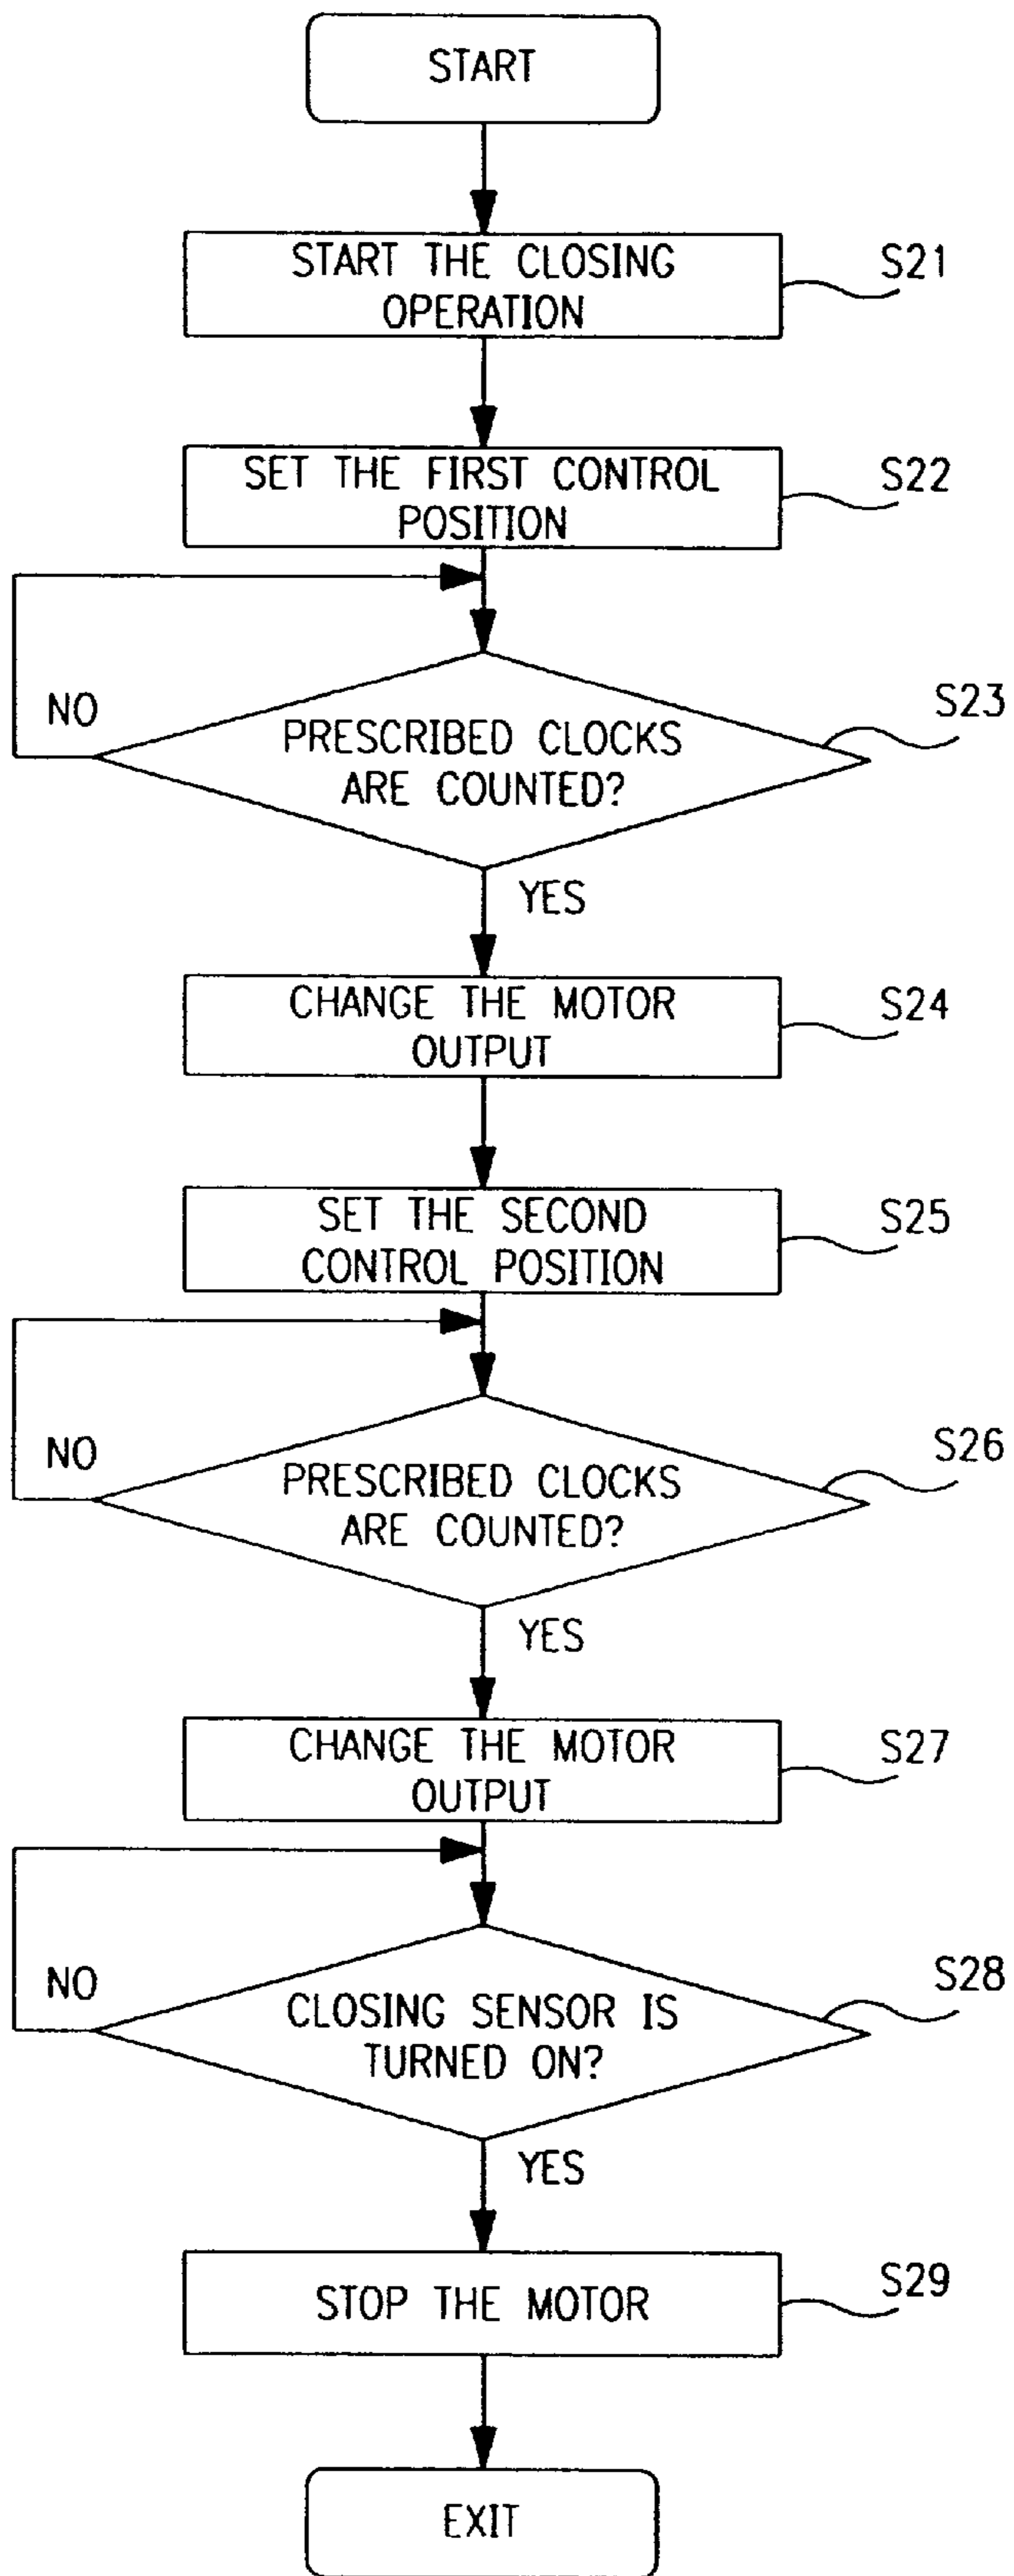 START
START THE CLOSING
OPERATION
S21
SET THE FIRST CONTROL
POSITION
S22
NO
PRESCRIBED CLOCKS
ARE COUNTED?
S23
YES
CHANGE THE MOTOR
OUTPUT
S24
SET THE SECOND
CONTROL POSITION
S25
NO
PRESCRIBED CLOCKS
ARE COUNTED?
S26
YES
CHANGE THE MOTOR
OUTPUT
S27
NO
CLOSING SENSOR IS
TURNED ON?
S28
YES
STOP THE MOTOR
S29
EXIT